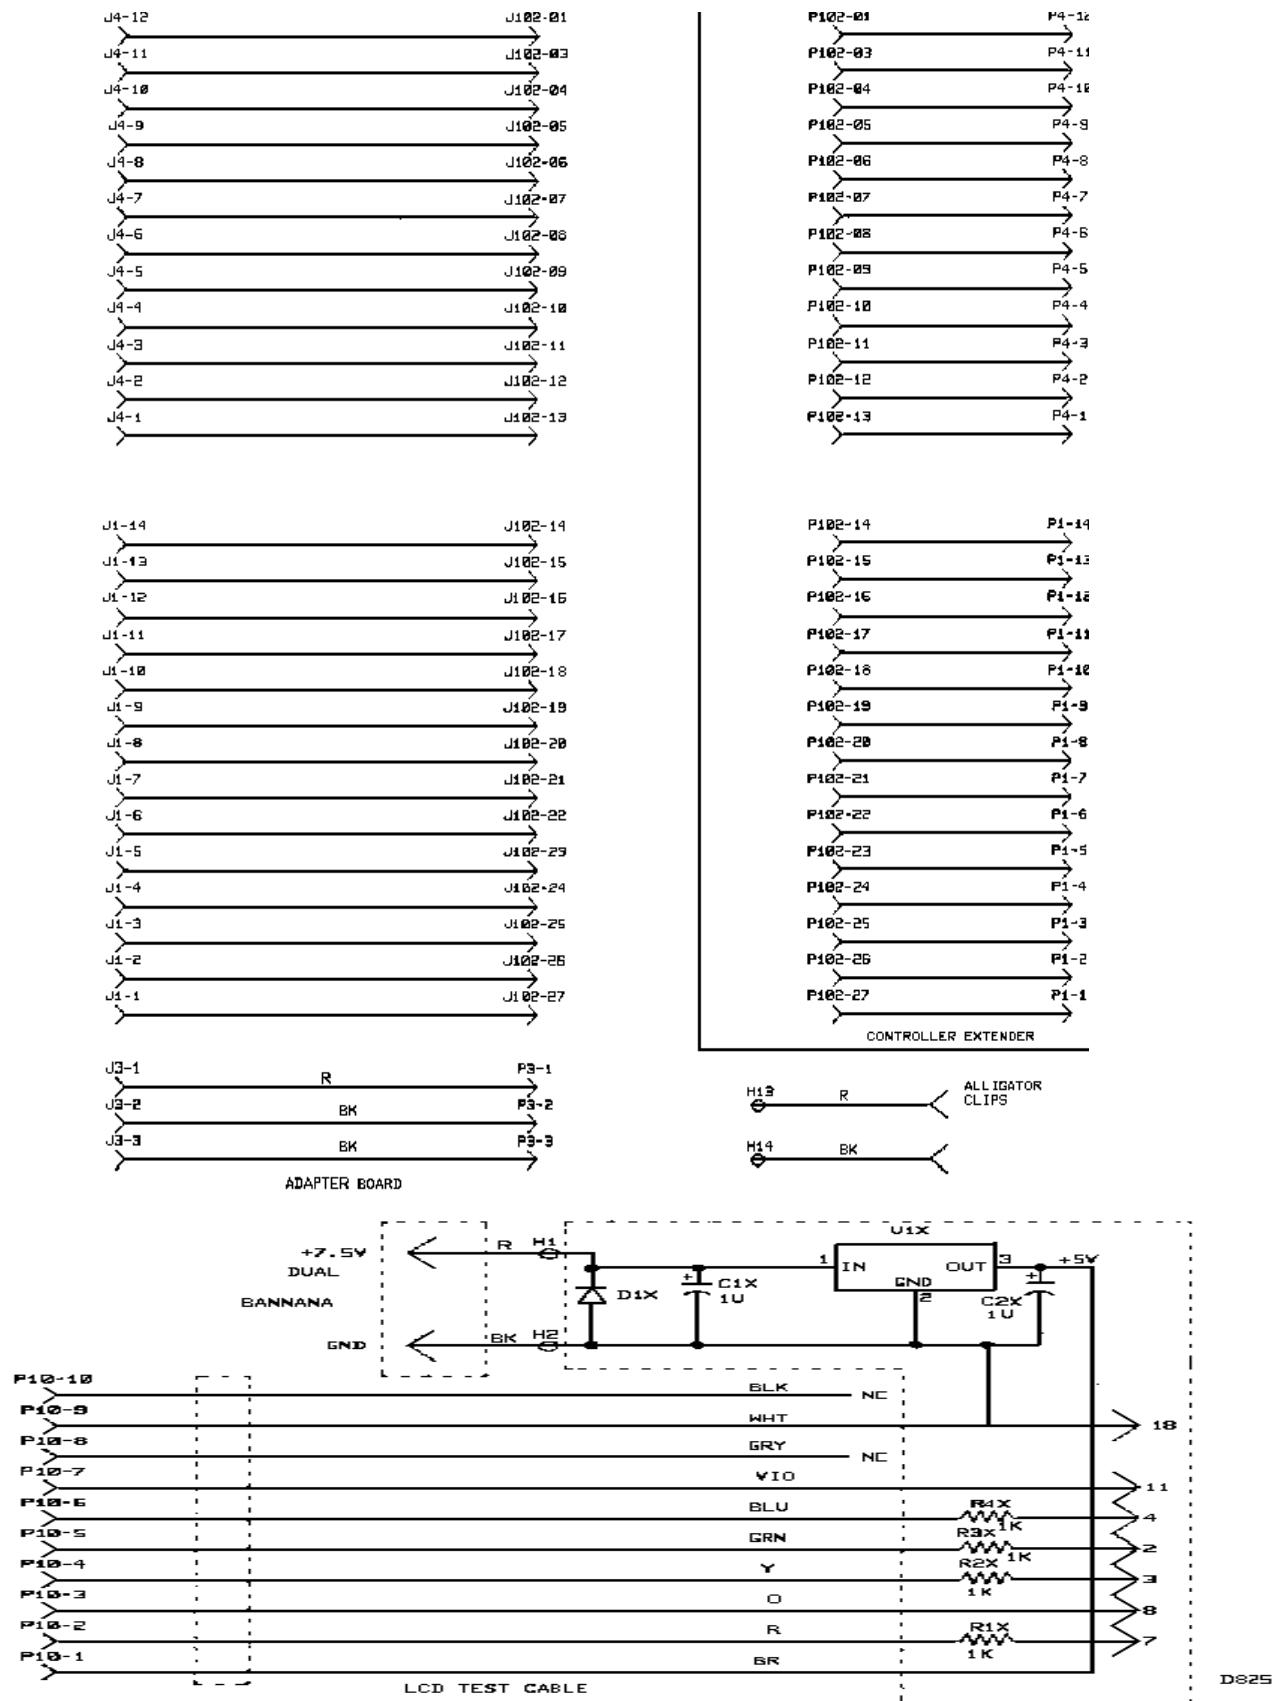 J4-12 J102-01 P102-01 P4-12
J4-11 J102-03 P102-03 P4-11
J4-10 J102-04 P102-04 P4-10
J4-9 J102-05 P102-05 P4-9
J4-8 J102-06 P102-06 P4-8
J4-7 J102-07 P102-07 P4-7
J4-6 J102-08 P102-08 P4-6
J4-5 J102-09 P102-09 P4-5
J4-4 J102-10 P102-10 P4-4
J4-3 J102-11 P102-11 P4-3
J4-2 J102-12 P102-12 P4-2
J4-1 J102-13 P102-13 P4-1
J1-14 J102-14 P102-14 P1-14
J1-13 J102-15 P102-15 P1-13
J1-12 J102-16 P102-16 P1-12
J1-11 J102-17 P102-17 P1-11
J1-10 J102-18 P102-18 P1-10
J1-9 J102-19 P102-19 P1-9
J1-8 J102-20 P102-20 P1-8
J1-7 J102-21 P102-21 P1-7
J1-6 J102-22 P102-22 P1-6
J1-5 J102-23 P102-23 P1-5
J1-4 J102-24 P102-24 P1-4
J1-3 J102-25 P102-25 P1-3
J1-2 J102-26 P102-26 P1-2
J1-1 J102-27 P102-27 P1-1
CONTROLLER EXTENDER
J3-1 R P3-1
J3-2 BK P3-2
J3-3 BK P3-3
ADAPTER BOARD
H13 R ALLIGATOR
CLIPS
H14 BK
+7.5V R H1
DUAL
BANNANA
GND BK H2
U1X
1 IN OUT 3 +5V
GND
2
D1X
+ C1X
1U
+
C2X
1U
P10-10 BLK NC
P10-9 WHT 18
P10-8 GRY NC
P10-7 VIO 11
P10-6 BLU R4X 1K 4
P10-5 GRN R3X 1K 2
P10-4 Y R2X 1K 3
P10-3 O 8
P10-2 R R1X 1K 7
P10-1 BR
LCD TEST CABLE
D825